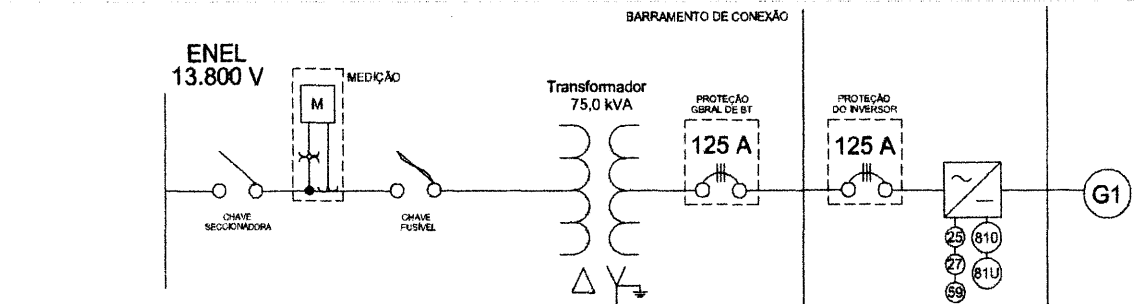 BARRAMENTO DE CONEXÃO
ENEL
13.800 V
MEDIÇÃO
M
Transformador
75,0 kVA
PROTEÇÃO
GERAL DE BT
125 A
PROTEÇÃO
DO INVERSOR
125 A
G1
CHAVE
SECCIONADORA
CHAVE
FUSÍVEL
25
810
27
81U
59